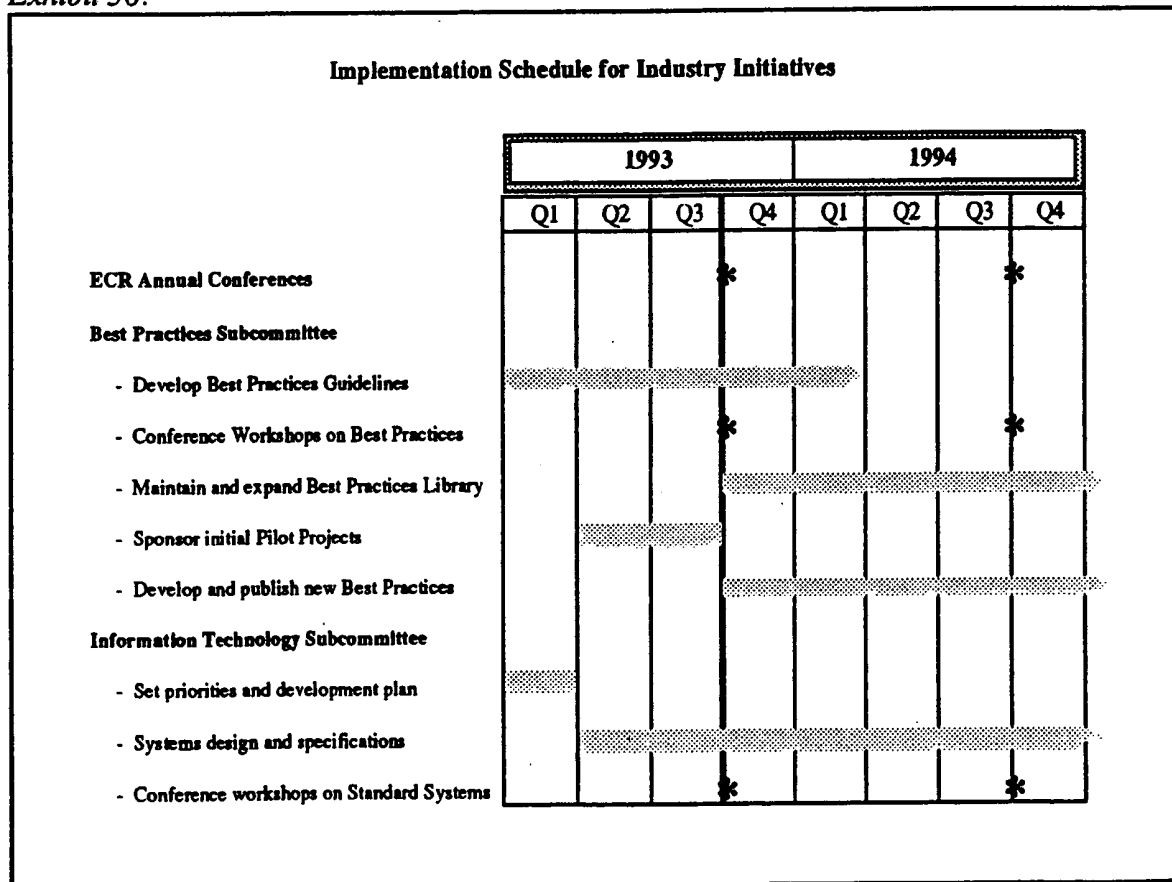 Implementation Schedule for Industry Initiatives
1993 1994
Q1 Q2 Q3 Q4 Q1 Q2 Q3 Q4
ECR Annual Conferences * *
Best Practices Subcommittee
- Develop Best Practices Guidelines
- Conference Workshops on Best Practices * *
- Maintain and expand Best Practices Library
- Sponsor initial Pilot Projects
- Develop and publish new Best Practices
Information Technology Subcommittee
- Set priorities and development plan
- Systems design and specifications
- Conference workshops on Standard Systems * *